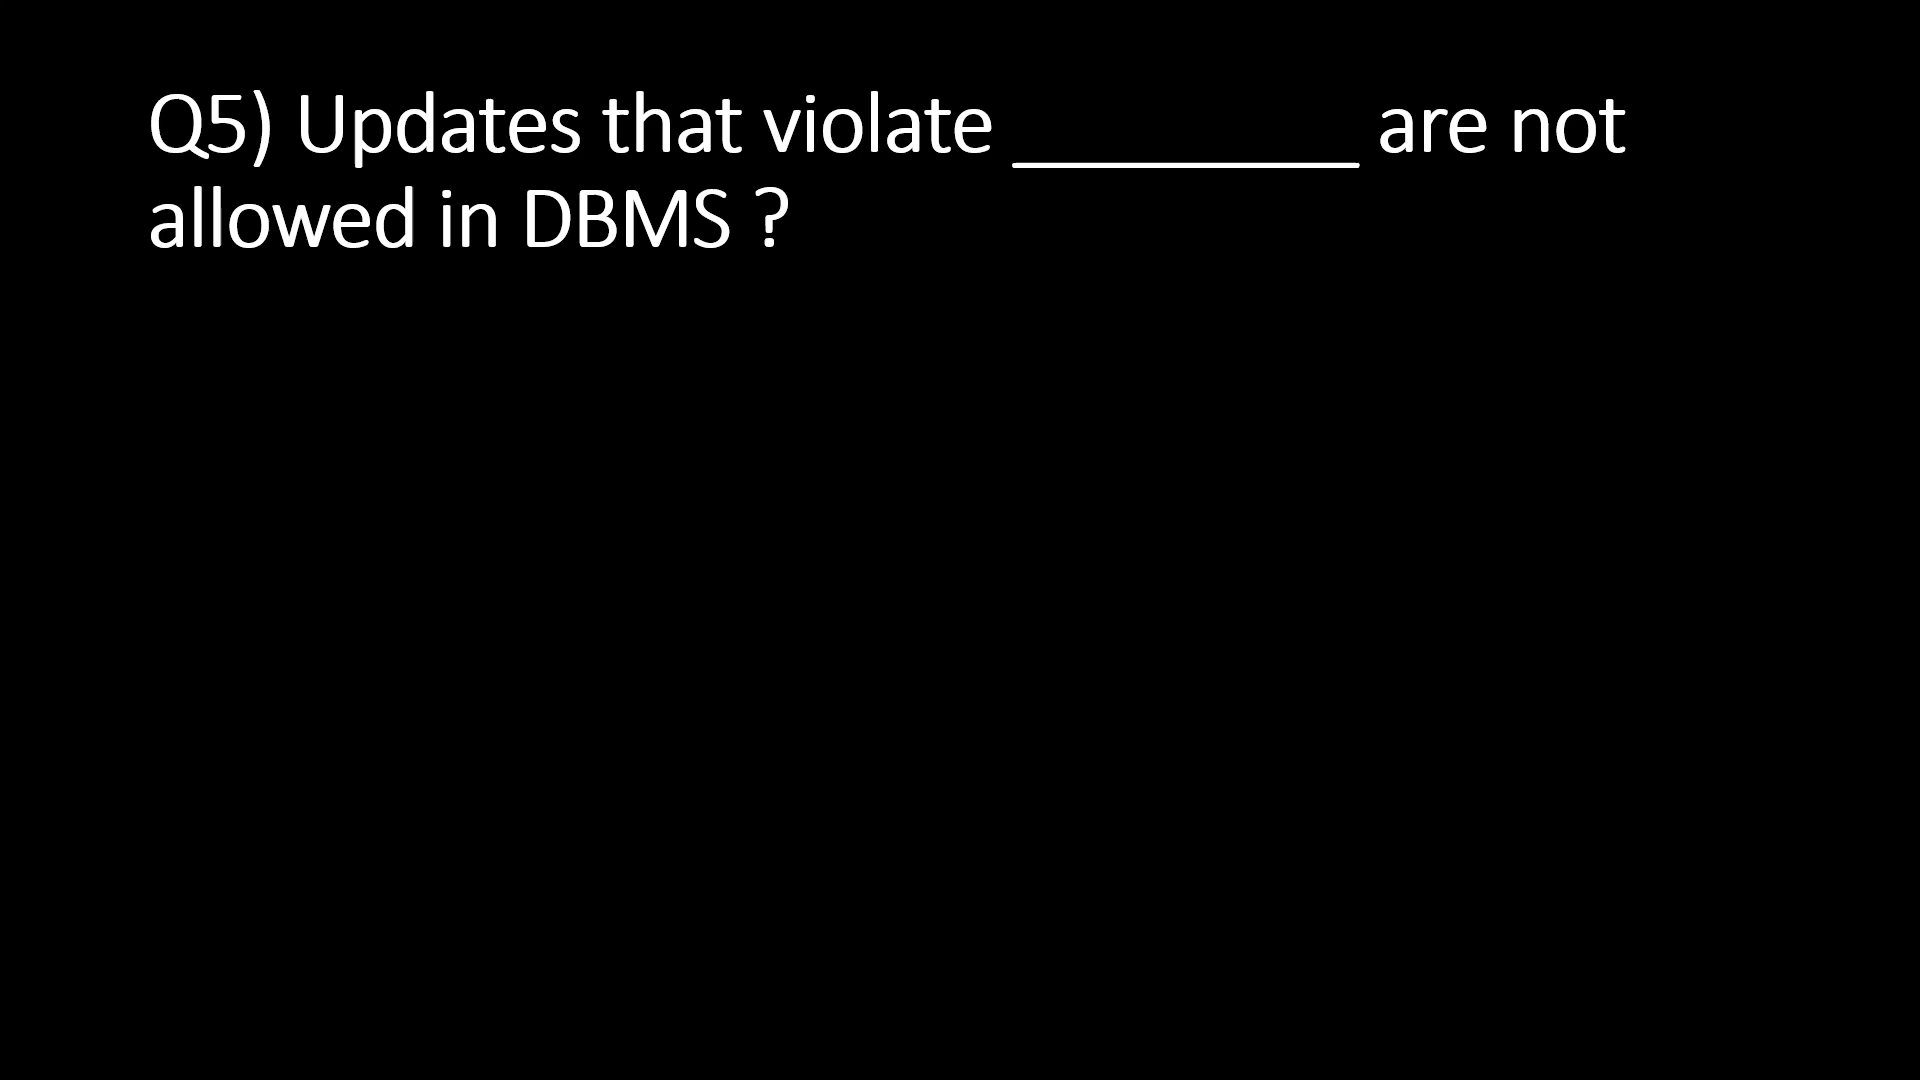 Q5) Updates that violate _________ are not
allowed in DBMS ?